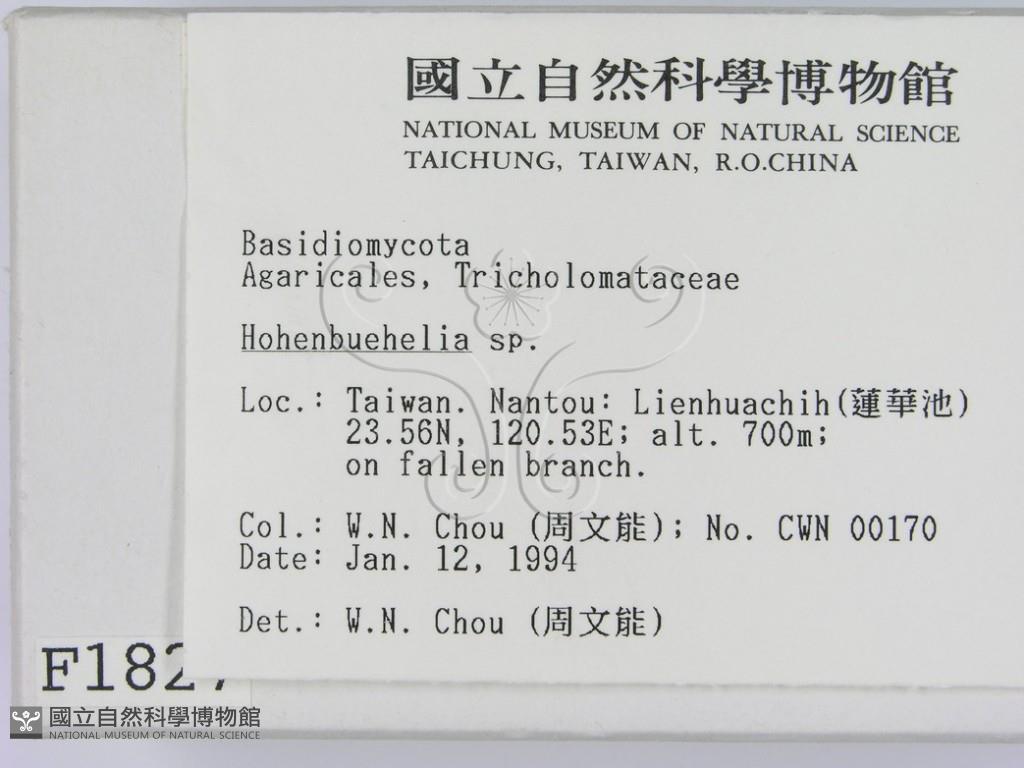 國立自然科學博物館
NATIONAL MUSEUM OF NATURAL SCIENCE
TAICHUNG, TAIWAN, R.O.CHINA
Basidiomycota
Agaricales, Tricholomataceae
Hohenbuehelia sp.
Loc.: Taiwan. Nantou: Lienhuachih(蓮華池)
23.56N, 120.53E; alt. 700m;
on fallen branch.
Col.: W.N. Chou (周文能); No. CWN 00170
Date: Jan. 12, 1994
Det.: W.N. Chou (周文能)
國立自然科學博物館
NATIONAL MUSEUM OF NATURAL SCIENCE